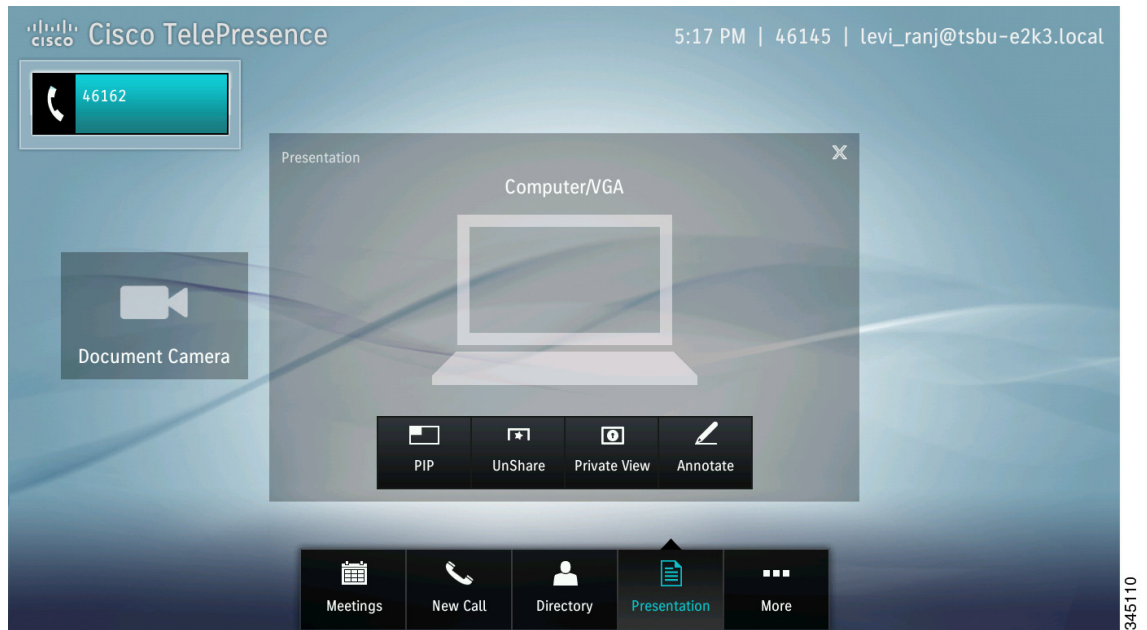 cisco Cisco TelePresence
5:17 PM | 46145 | levi_ranj@tsbu-e2k3.local
46162
Presentation
X
Computer/VGA
Document Camera
PIP UnShare Private View Annotate
Meetings New Call Directory Presentation More
345110